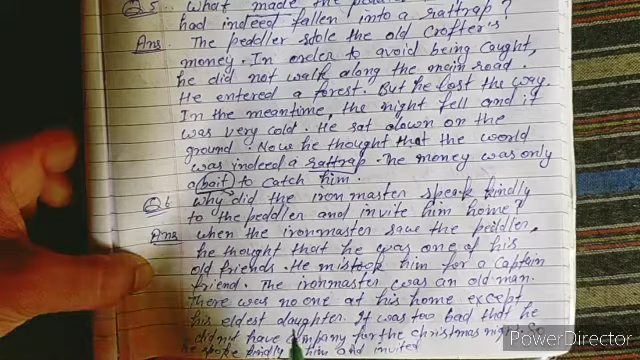 Q5. What made the peddler
had indeed fallen into a rattrap?
Ans. The peddler stole the old Crofter's
money. In order to avoid being caught,
he did not walk along the main road.
He entered a forest. But he lost the way.
In the meantime, the night fell and it
was very cold. He sat down on the
ground. Now he thought that the world
was indeed a rattrap. The money was only
a bait to catch him.
Q6 why did the iron master speak kindly
to the peddler and invite him home?
Ans when the ironmaster saw the peddler,
he thought that he was one of his
old friends. He mistook him for a captain
friend. The ironmaster was an old man.
There was no one at his home except
his eldest daughter. It was too bad that he
didn't have company for the christmas
he spoke kindly him and invited
PowerDirector